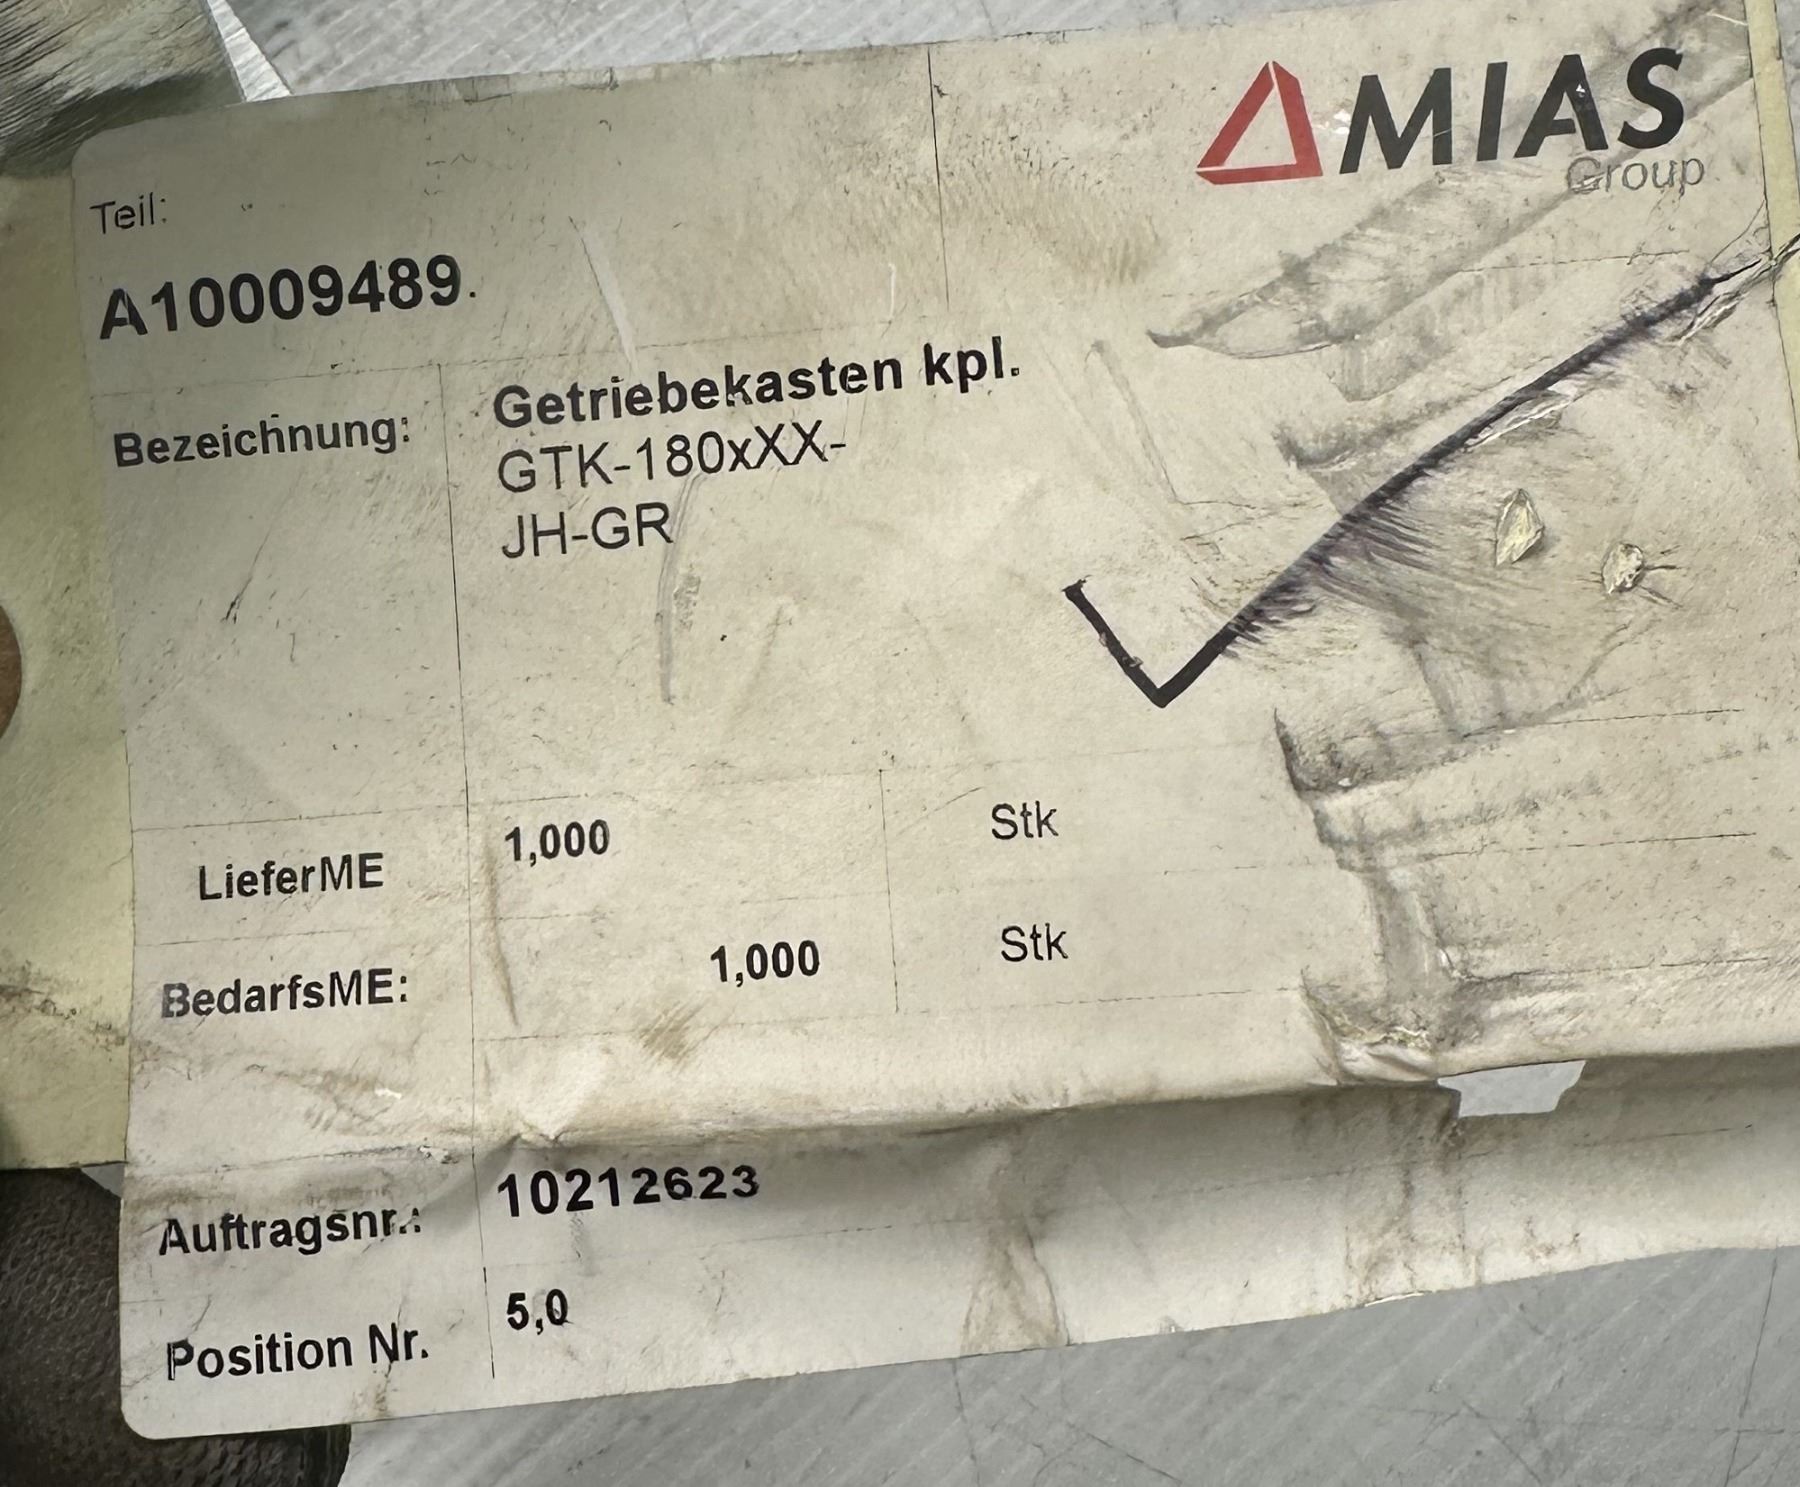 MIAS
Group
Teil:
A10009489.
Bezeichnung:
Getriebekasten kpl.
GTK-180xXX-
JH-GR
LieferME 1,000 Stk
BedarfsME: 1,000 Stk
Auftragsnr.: 10212623
Position Nr. 5,0